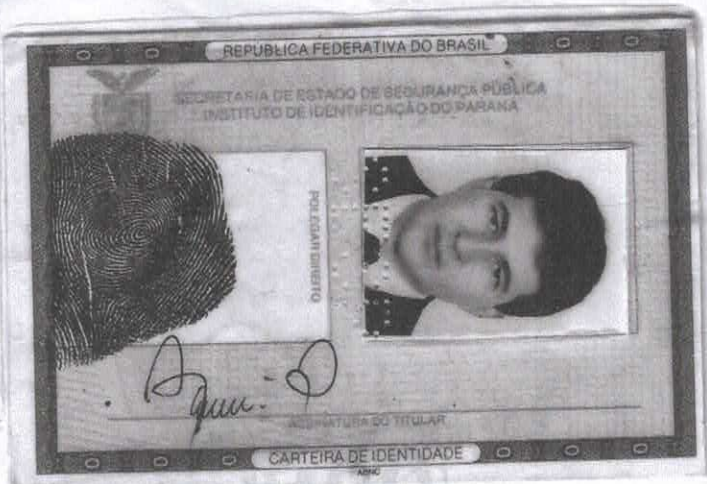 REPÚBLICA FEDERATIVA DO BRASIL
SECRETARIA DE ESTADO DE SEGURANÇA PÚBLICA
INSTITUTO DE IDENTIFICAÇÃO DO PARANÁ
POLEGAR DIREITO
ASSINATURA DO TITULAR
CARTEIRA DE IDENTIDADE